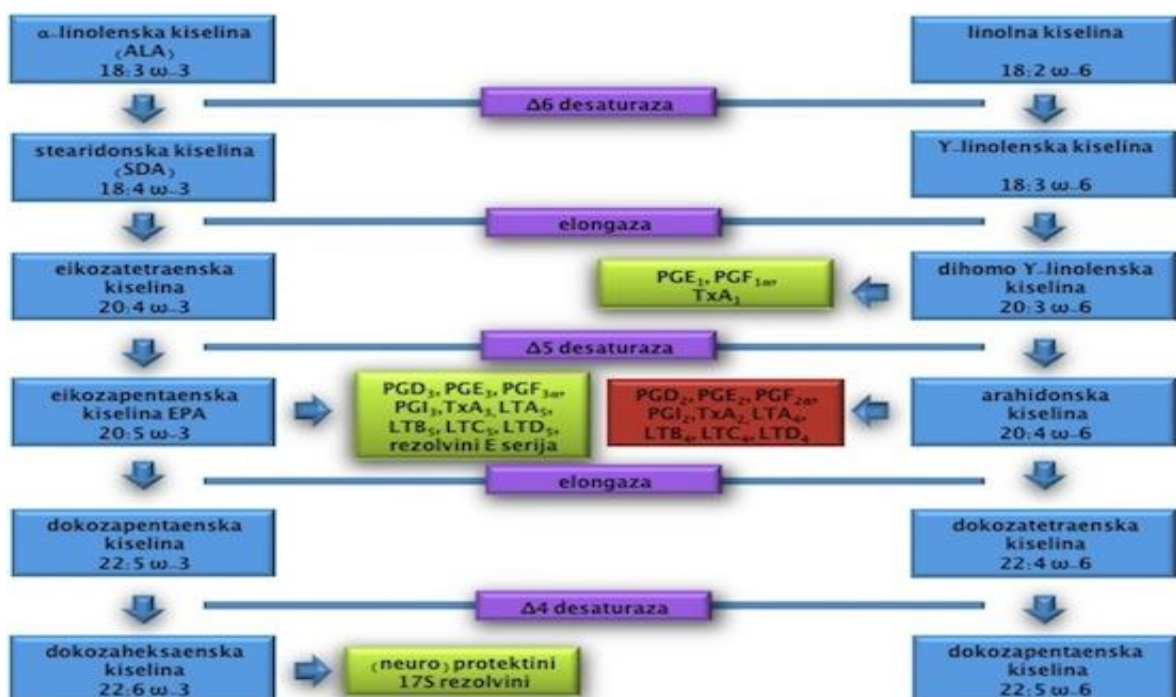 α-linolenska kiselina
(ALA)
18:3 ω-3
linolna kiselina
18:2 ω-6
Δ6 desaturaza
stearidonska kiselina
(SDA)
18:4 ω-3
Y-linolenska kiselina
18:3 ω-6
elongaza
eikozatetraenska
kiselina
20:4 ω-3
PGE₁, PGF₁α,
TxA₁
dihomo Y-linolenska
kiselina
20:3 ω-6
Δ5 desaturaza
eikozapentaenska
kiselina EPA
20:5 ω-3
PGD₃, PGE₃, PGF₃α,
PGI₃,TxA₃, LTA₅,
LTB₅, LTC₅, LTD₅,
rezolvini E serija
PGD₂, PGE₂, PGF₂α,
PGI₂,TxA₂, LTA₄,
LTB₄, LTC₄, LTD₄
arahidonska
kiselina
20:4 ω-6
elongaza
dokozapentaenska
kiselina
22:5 ω-3
dokozatetraenska
kiselina
22:4 ω-6
Δ4 desaturaza
dokozaheksaenska
kiselina
22:6 ω-3
(neuro)protektini
17S rezolvini
dokozapentaenska
kiselina
22:5 ω-6